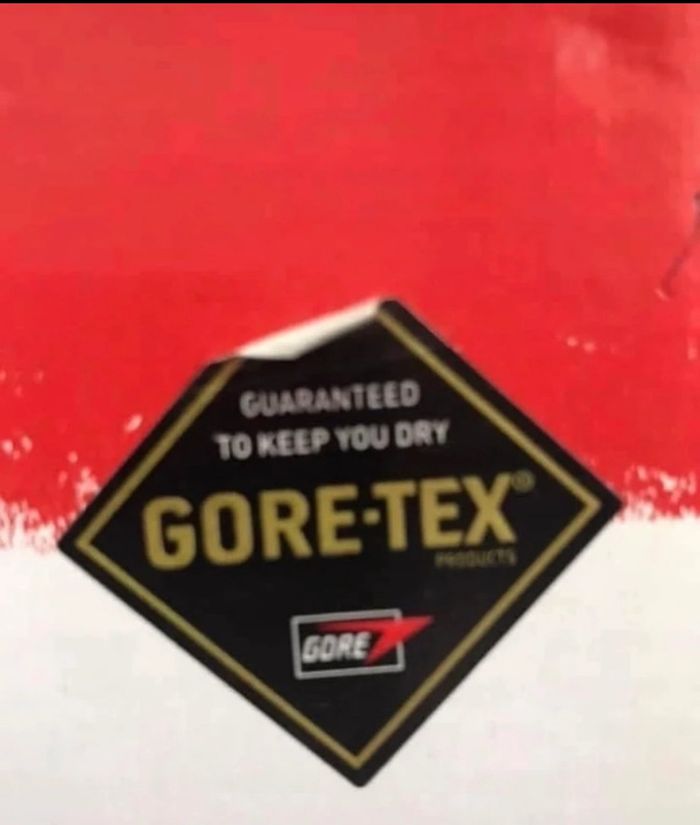 GUARANTEED
TO KEEP YOU DRY
GORE-TEX®
PRODUCTS
GORE